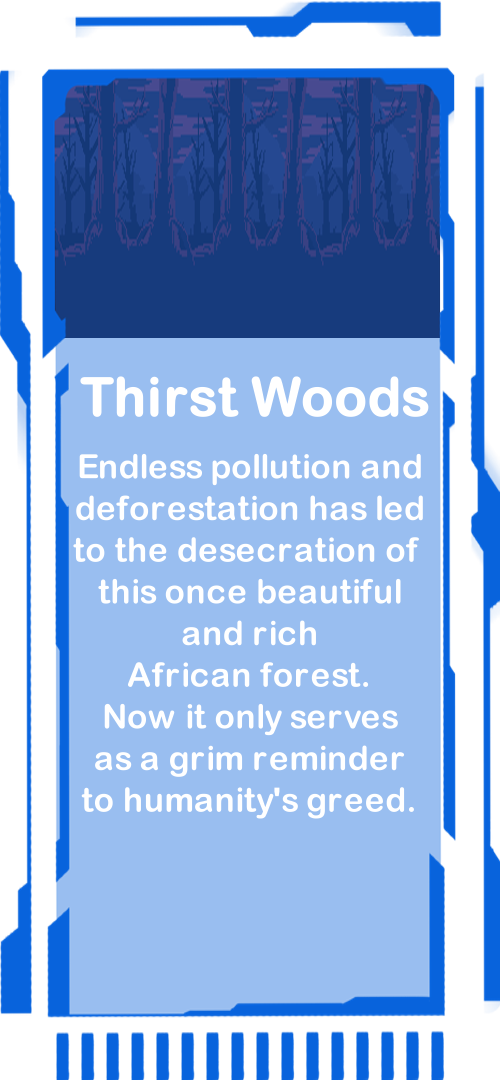 Thirst Woods
Endless pollution and
deforestation has led
to the desecration of
this once beautiful
and rich
African forest.
Now it only serves
as a grim reminder
to humanity's greed.